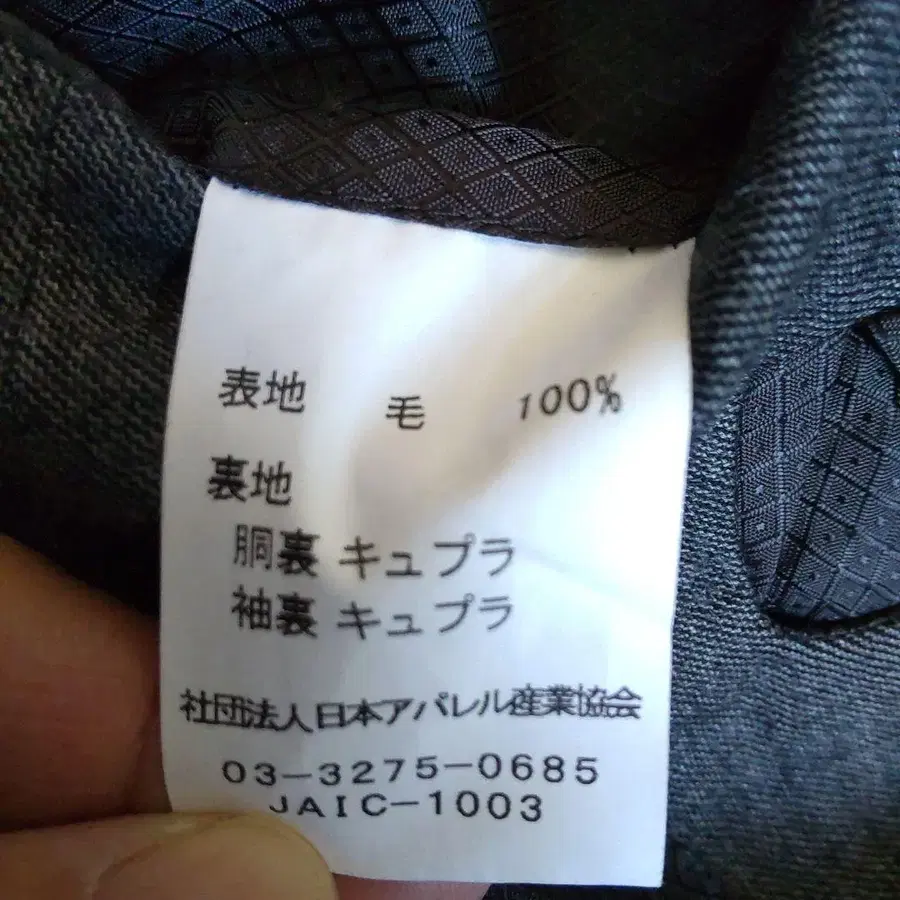 表地 毛 100%
裏地
胴裏 キュプラ
袖裏 キュプラ
社団法人日本アパレル産業協会
03-3275-0685
JAIC-1003